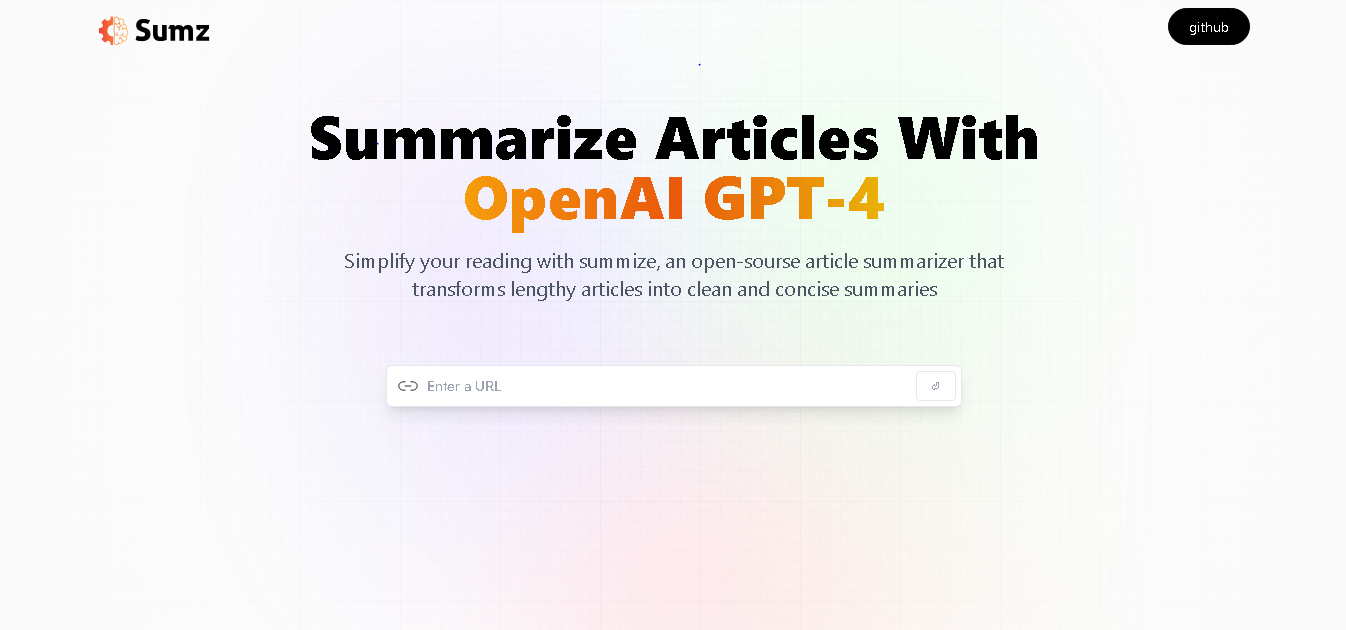 Sumz
github
Summarize Articles With
OpenAI GPT-4
Simplify your reading with summize, an open-sourse article summarizer that
transforms lengthy articles into clean and concise summaries
Enter a URL
⏎